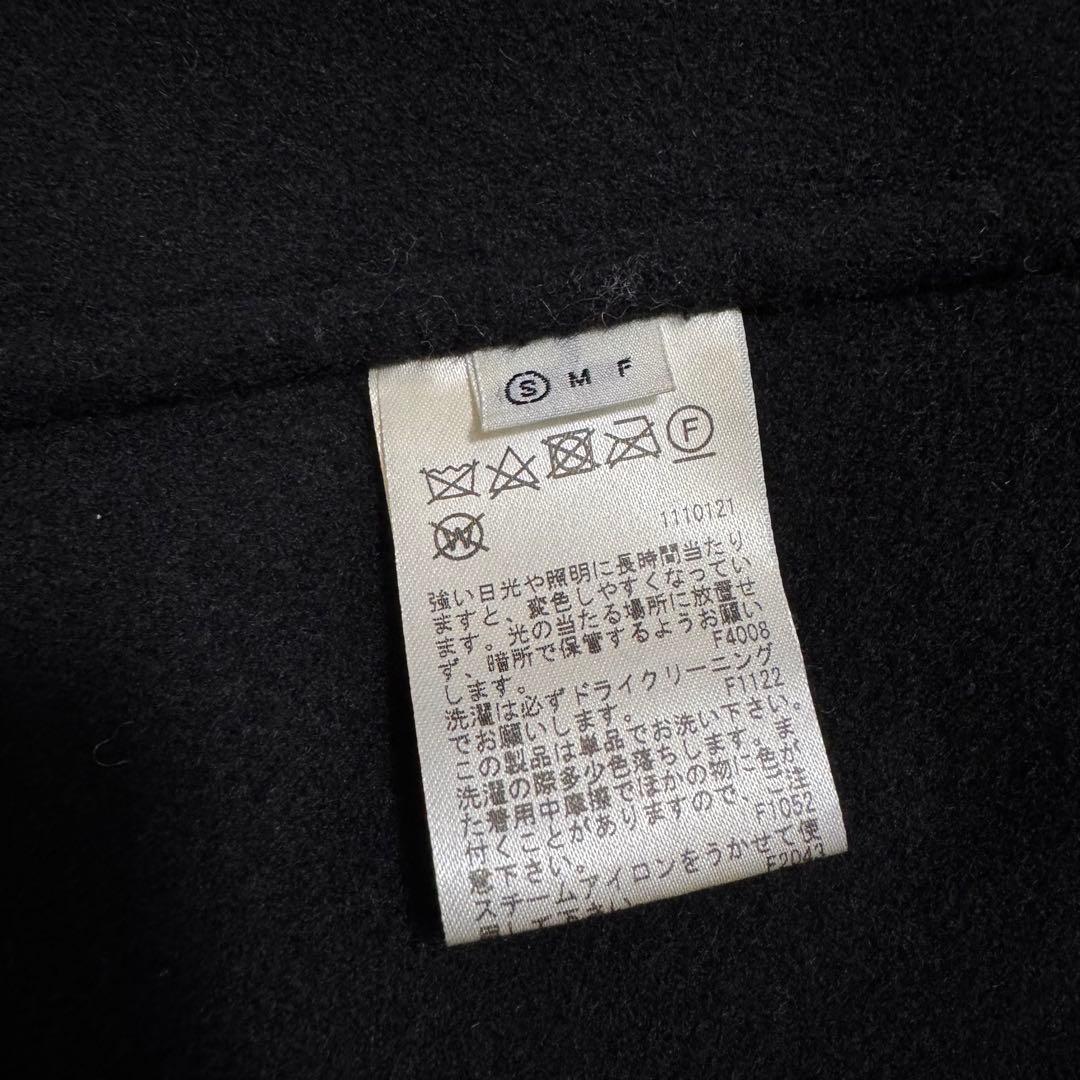 S M F
F
1110121
W
強い日光や照明に長時間当たり
ますと、変色しやすくなってい
ます。光の当たる場所に放置せ
ず、暗所で保管するようお願い
します。
F4008
洗濯は必ずドライクリーニング
でお願いします。
F1122
この製品は単品でお洗い下さい。
洗濯の際多少色落ちします、ま
た着用中摩擦でほかの物に色が
付くことがありますので、ご注
意下さい。
F1052
スチームアイロンをうかせて使
用して下さい
F2043